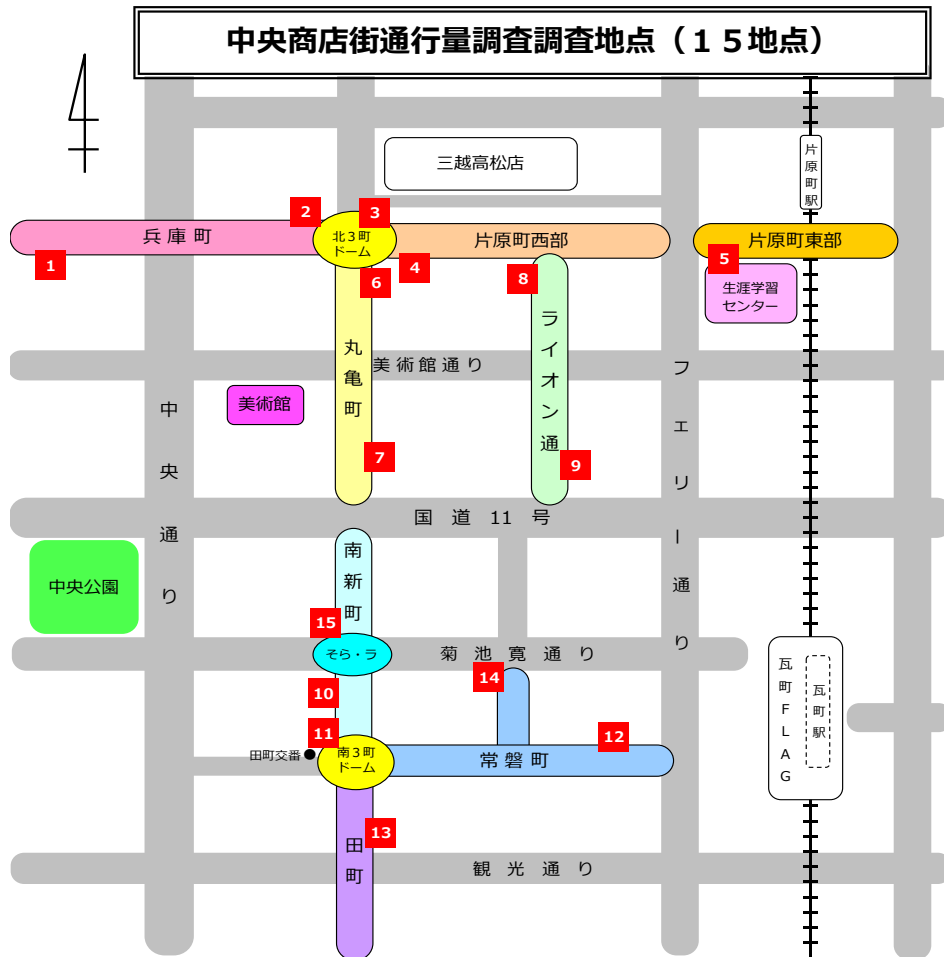 中央商店街通行量調査調査地点（１５地点）
三越高松店
片原町駅
2
3
兵庫町
北３町
ドーム
片原町西部
片原町東部
1
4
5
6
8
生涯学習
センター
丸亀町
ライオン通
美術館通り
フェリー通り
中央通り
美術館
7
9
国道 11 号
南新町
中央公園
15
そら・ラ
菊池寛通り
14
10
瓦町FLAG
瓦町駅
11
12
田町交番
南３町
ドーム
常磐町
13
田町
観光通り